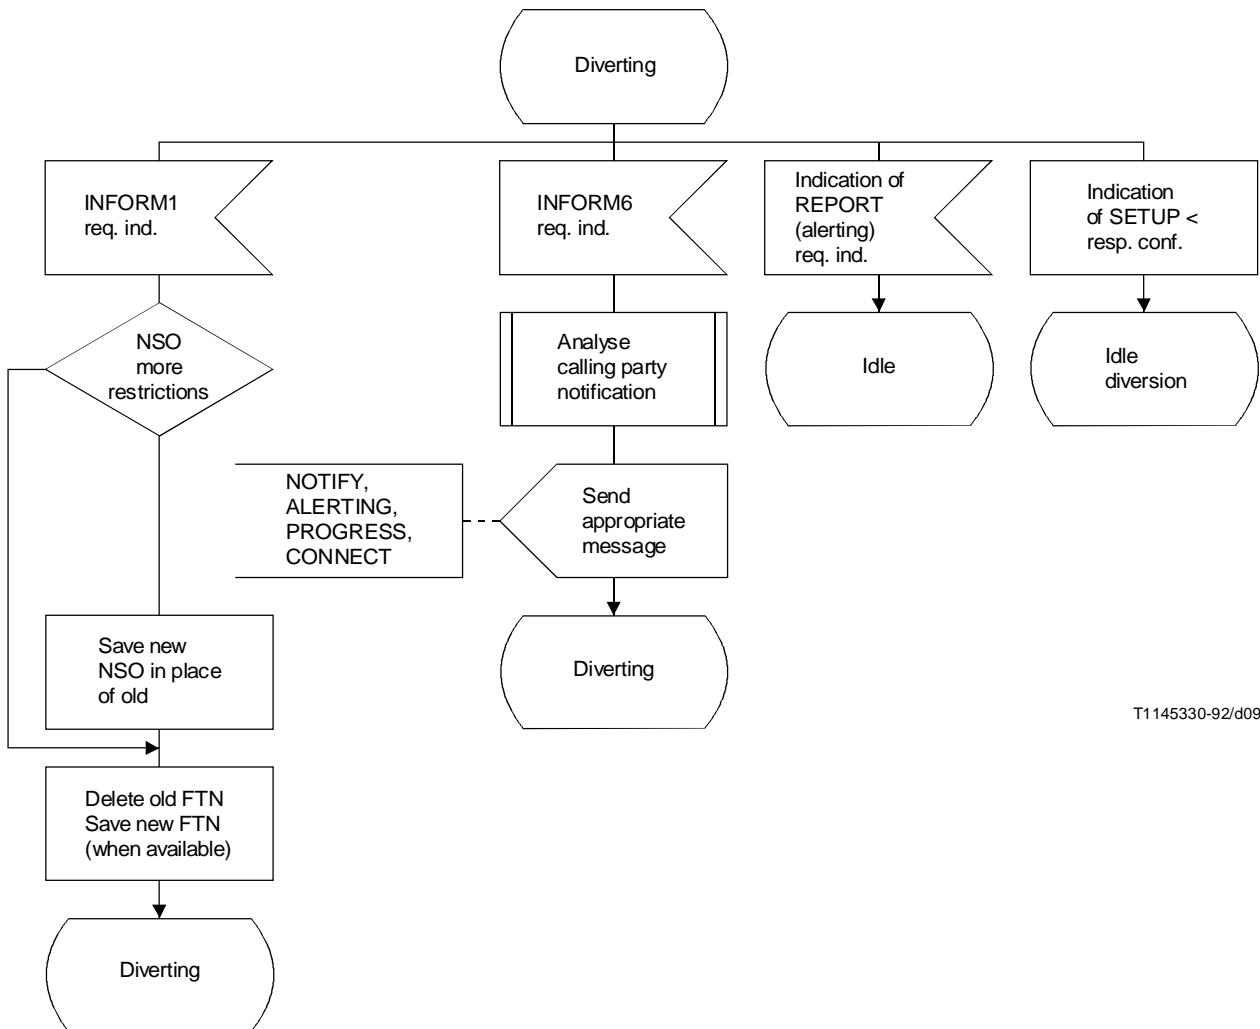 Diverting
INFORM1
req. ind.
INFORM6
req. ind.
Indication of
REPORT
(alerting)
req. ind.
Indication
of SETUP <
resp. conf.
NSO
more
restrictions
Analyse
calling party
notification
Idle
Idle
diversion
NOTIFY,
ALERTING,
PROGRESS,
CONNECT
Send
appropriate
message
Save new
NSO in place
of old
Diverting
T1145330-92/d09
Delete old FTN
Save new FTN
(when available)
Diverting